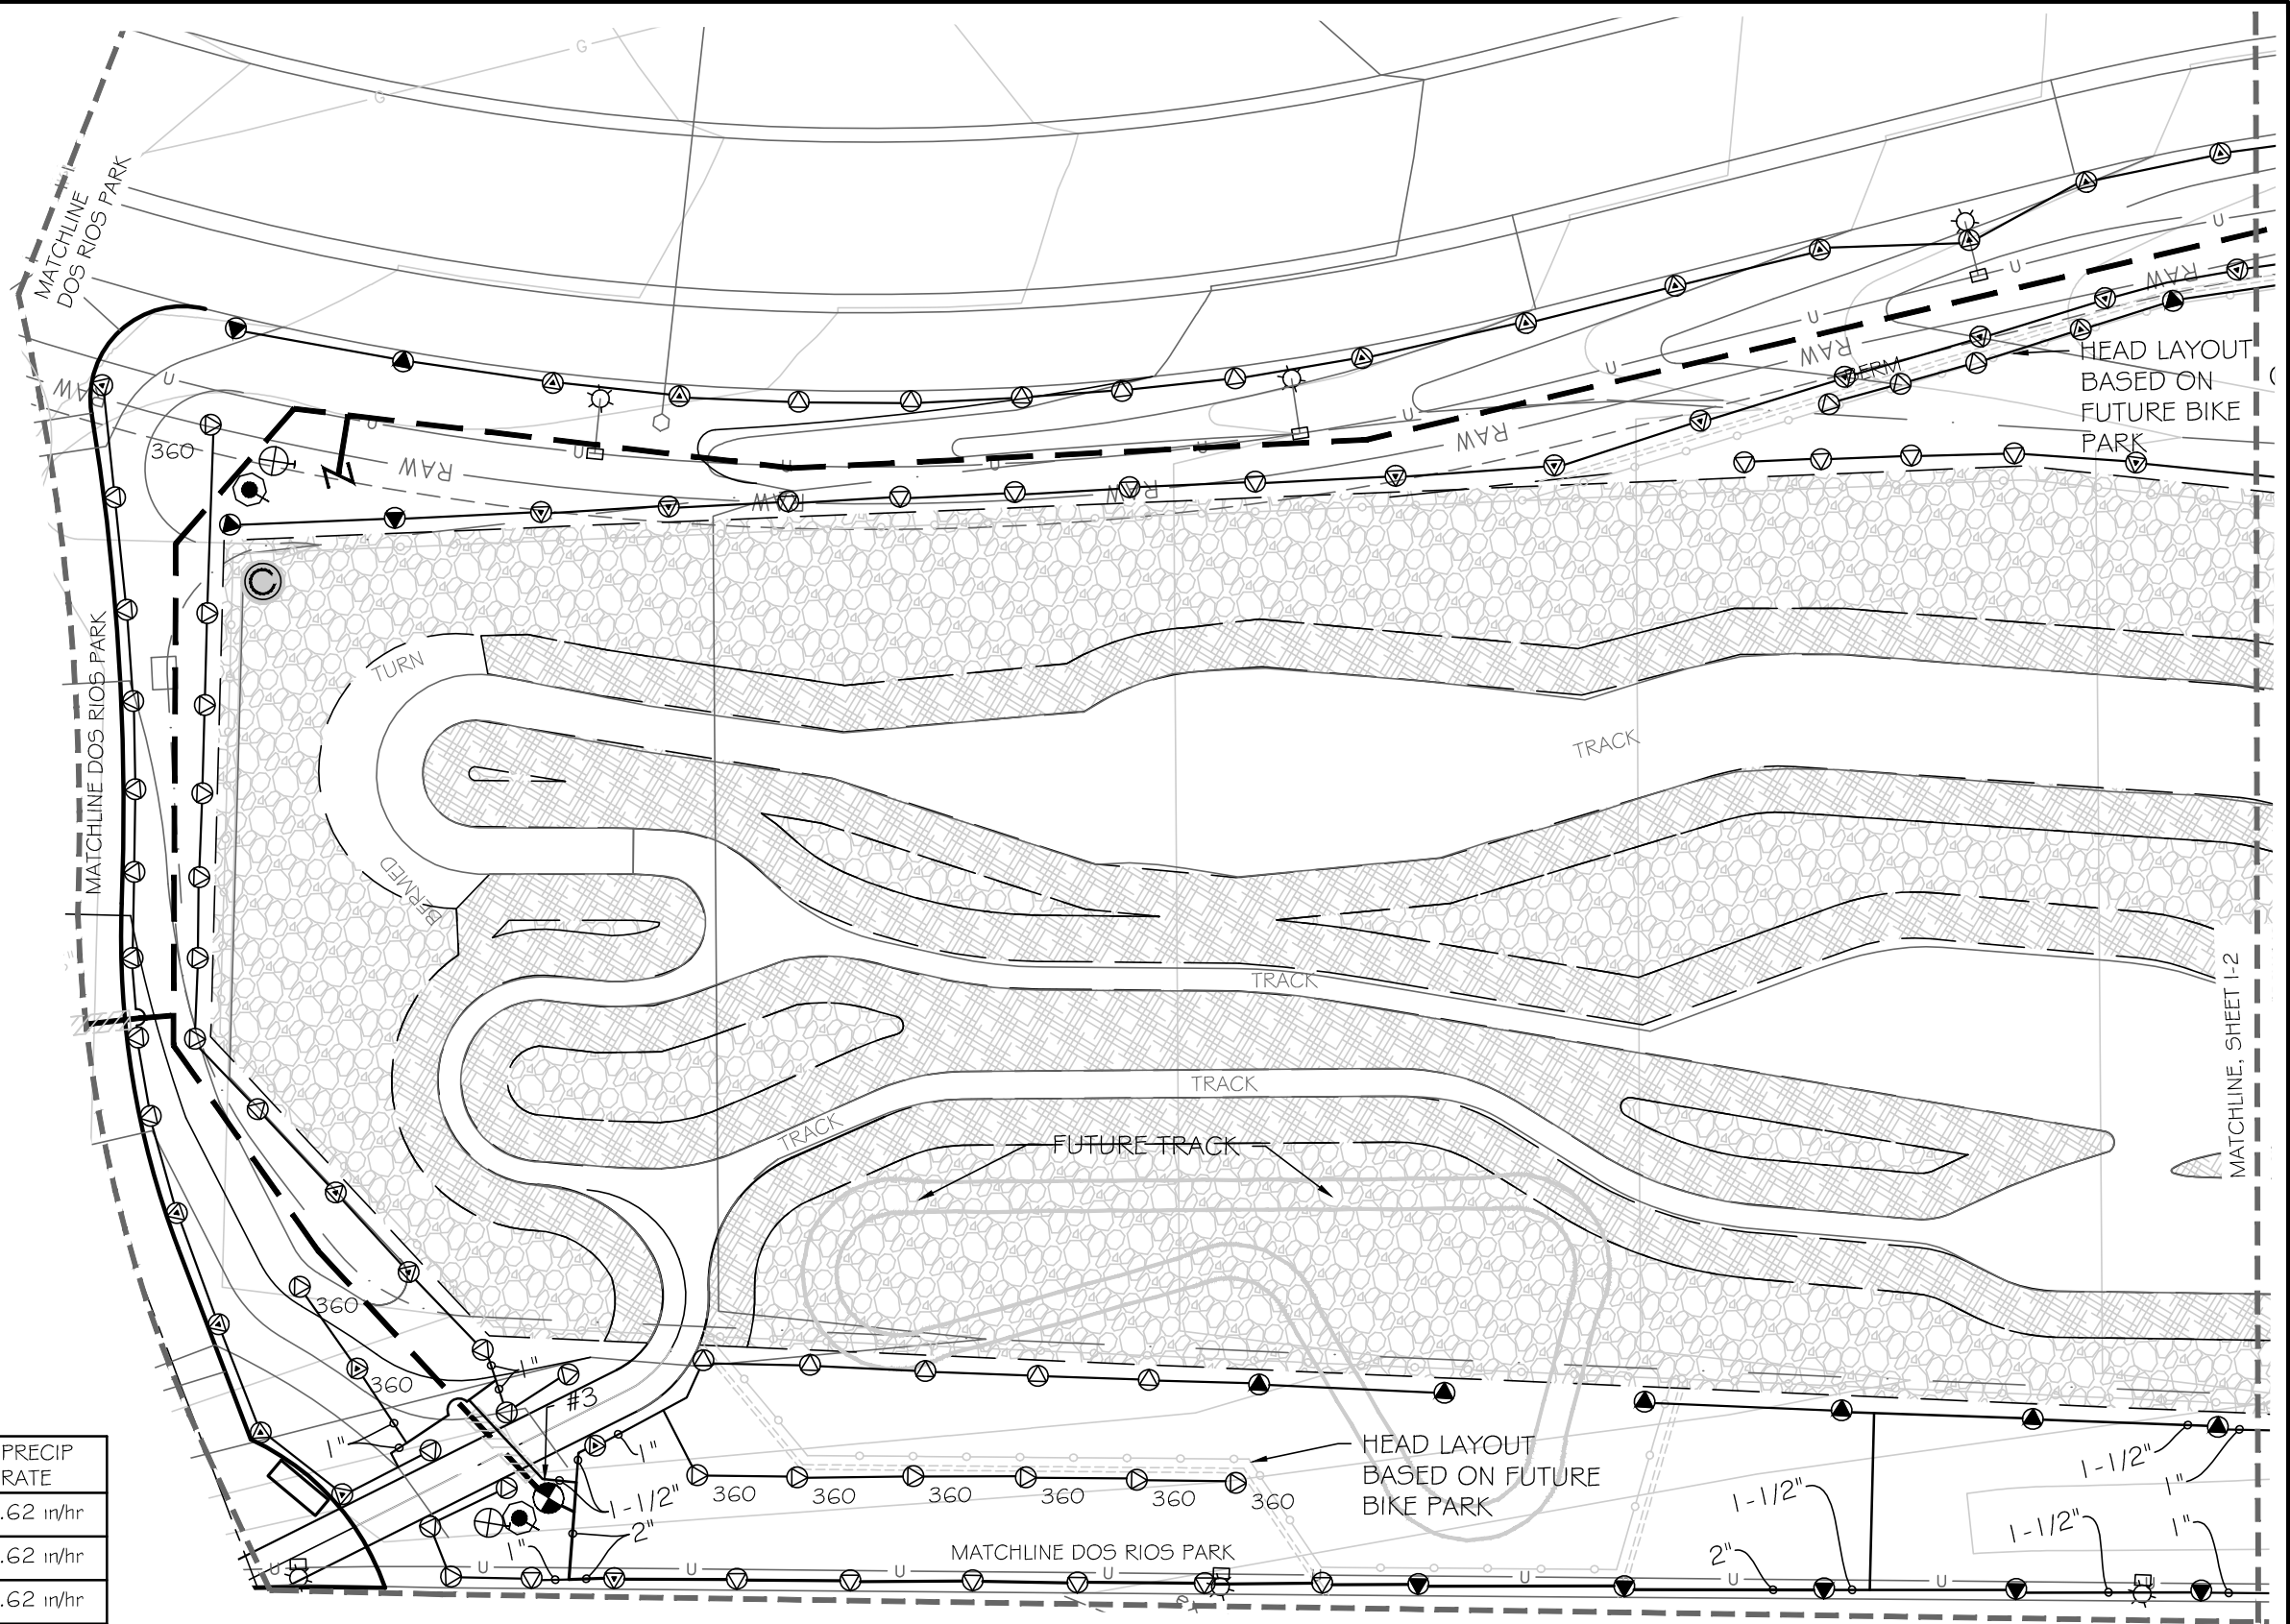 G
G
MATCHLINE
DOS RIOS PARK
U
RAW
U
RAW
U
U
BERM
RAW
HEAD LAYOUT
BASED ON
FUTURE BIKE
PARK
RAW
U
360
U
RAW
U
RAW
U
U
U
RAW
RAW
MATCHLINE DOS RIOS PARK
TURN
TRACK
BERMED
TRACK
MATCHLINE, SHEET I-2
TRACK
TRACK
FUTURE TRACK
360
360
1"
#3
1"
1"
1-1/2"
2"
1"
360
360
360
360
360
360
HEAD LAYOUT
BASED ON FUTURE
BIKE PARK
1-1/2"
2"
1-1/2"
1"
1-1/2"
1"
MATCHLINE DOS RIOS PARK
U
U
U
U
U
U
U
U
PRECIP
RATE
.62 in/hr
.62 in/hr
.62 in/hr